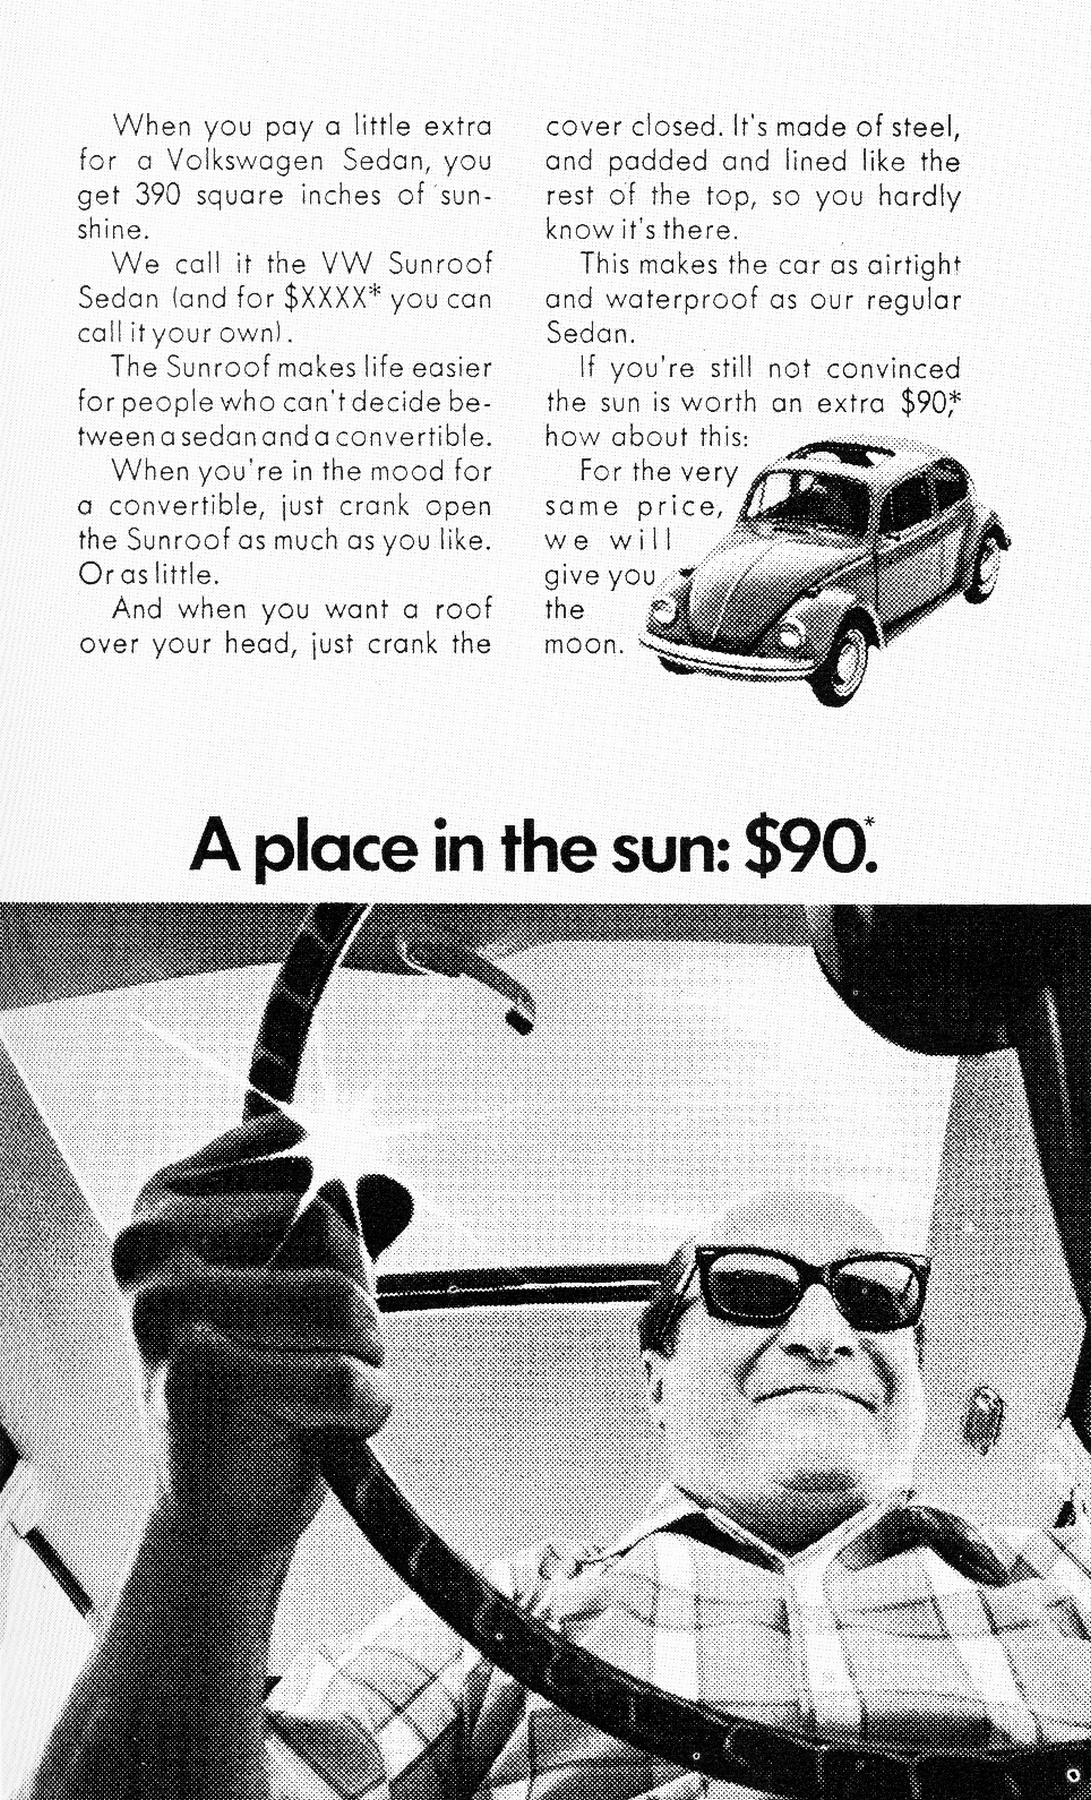 When you pay a little extra
for a Volkswagen Sedan, you
get 390 square inches of sun-
shine.
We call it the VW Sunroof
Sedan (and for $XXXX* you can
call it your own).
The Sunroof makes life easier
for people who can't decide be-
tween a sedan and a convertible.
When you're in the mood for
a convertible, just crank open
the Sunroof as much as you like.
Or as little.
And when you want a roof
over your head, just crank the
cover closed. It's made of steel,
and padded and lined like the
rest of the top, so you hardly
know it's there.
This makes the car as airtight
and waterproof as our regular
Sedan.
If you're still not convinced
the sun is worth an extra $90,*
how about this:
For the very
same price,
we will
give you
the
moon.
A place in the sun: $90.*